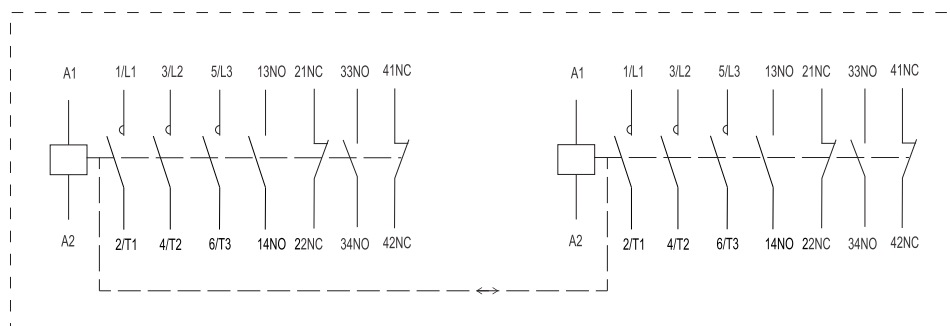 A1 1/L1 3/L2 5/L3 13NO 21NC 33NO 41NC A1 1/L1 3/L2 5/L3 13NO 21NC 33NO 41NC
A2 2/T1 4/T2 6/T3 14NO 22NC 34NO 42NC A2 2/T1 4/T2 6/T3 14NO 22NC 34NO 42NC